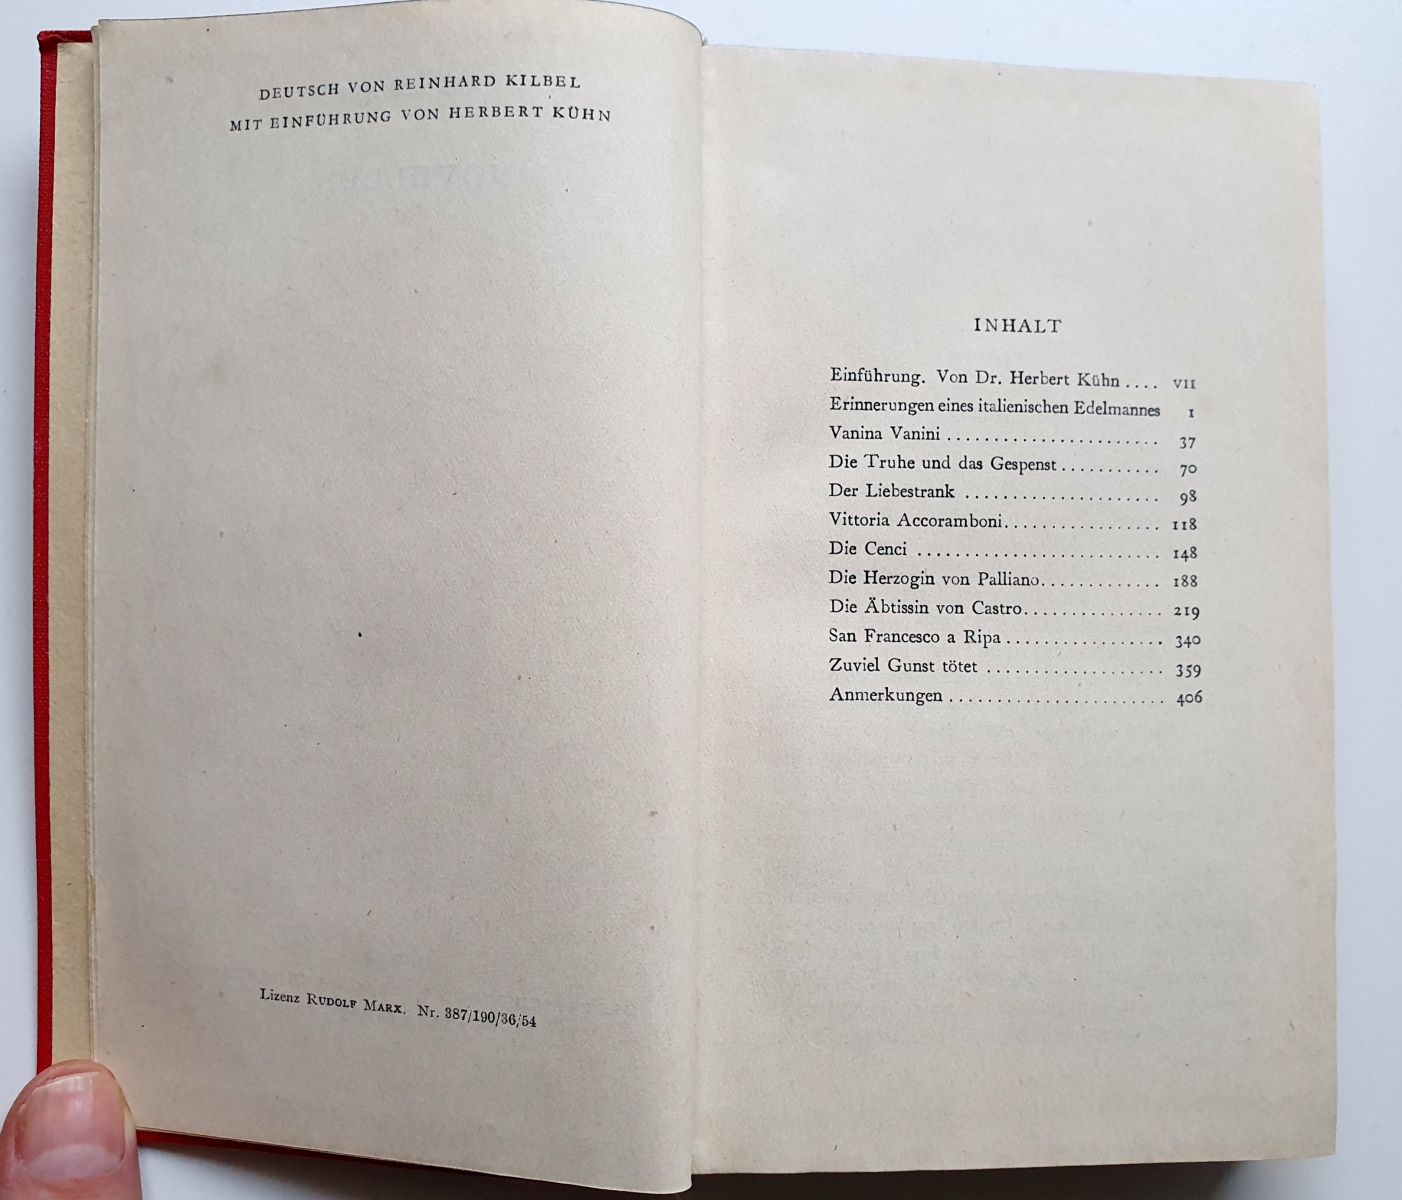 DEUTSCH VON REINHARD KILBEL
MIT EINFÜHRUNG VON HERBERT KÜHN
Lizenz RUDOLF MARX. Nr. 387/190/36/54
INHALT
Einführung. Von Dr. Herbert Kühn .... VII
Erinnerungen eines italienischen Edelmannes 1
Vanina Vanini ....................... 37
Die Truhe und das Gespenst ........... 70
Der Liebestrank ..................... 98
Vittoria Accoramboni ................. 118
Die Cenci .......................... 148
Die Herzogin von Palliano ............. 188
Die Äbtissin von Castro ............... 219
San Francesco a Ripa ................. 340
Zuviel Gunst tötet ................... 359
Anmerkungen ....................... 406